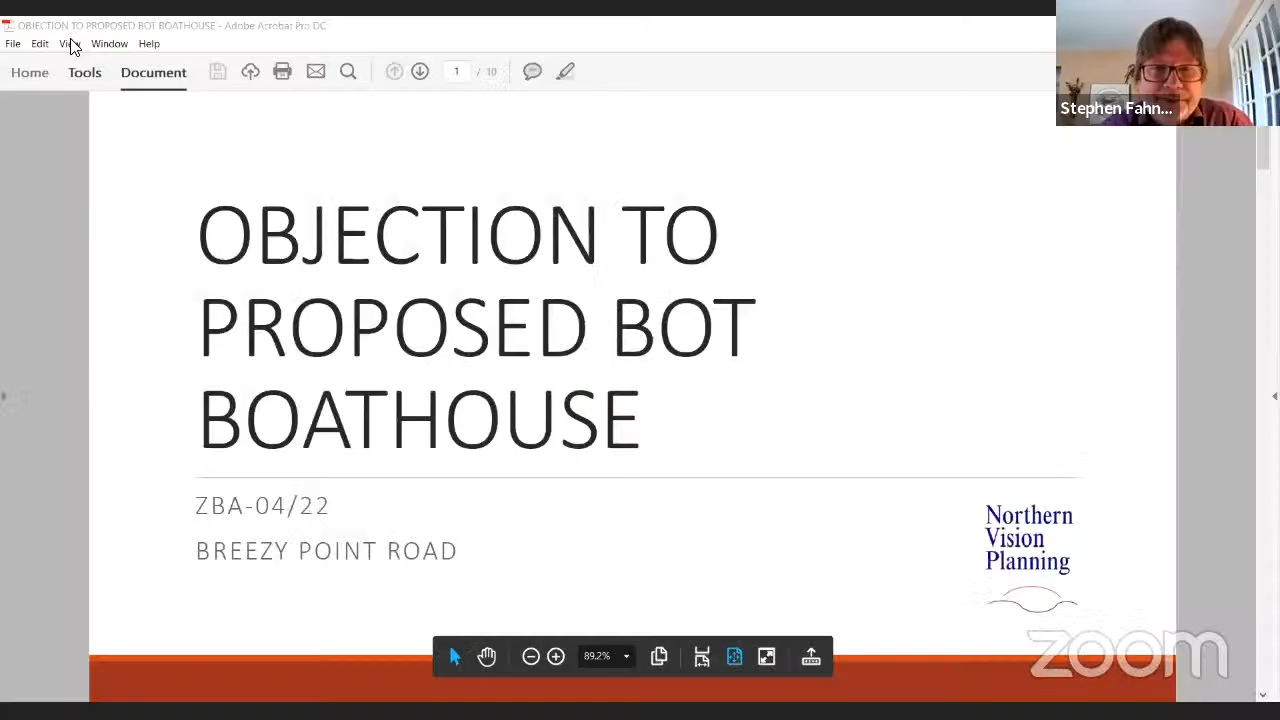 OBJECTION TO PROPOSED BOT BOATHOUSE - Adobe Acrobat Pro DC
File Edit View Window Help
Home Tools Document 1 / 10
Stephen Fahn...
OBJECTION TO
PROPOSED BOT
BOATHOUSE
ZBA-04/22
BREEZY POINT ROAD
Northern
Vision
Planning
89.2%
zoom